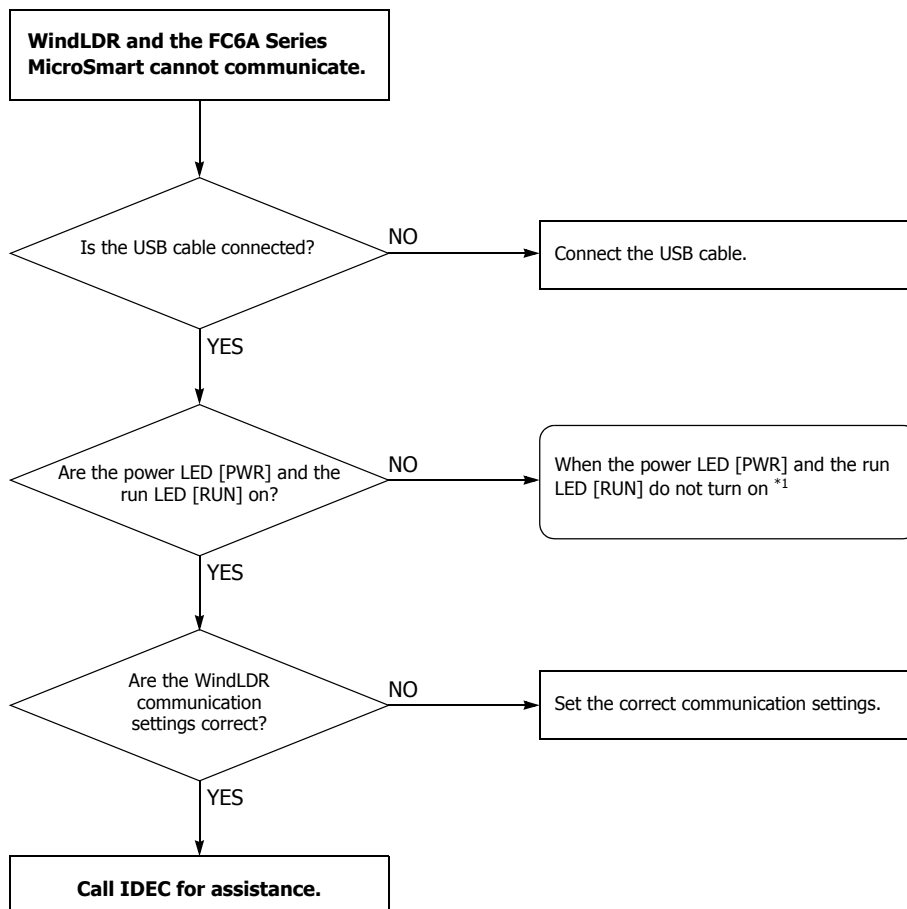 WindLDR and the FC6A Series
MicroSmart cannot communicate.
Is the USB cable connected?
NO
Connect the USB cable.
YES
Are the power LED [PWR] and the
run LED [RUN] on?
NO
When the power LED [PWR] and the run
LED [RUN] do not turn on *1
YES
Are the WindLDR
communication
settings correct?
NO
Set the correct communication settings.
YES
Call IDEC for assistance.